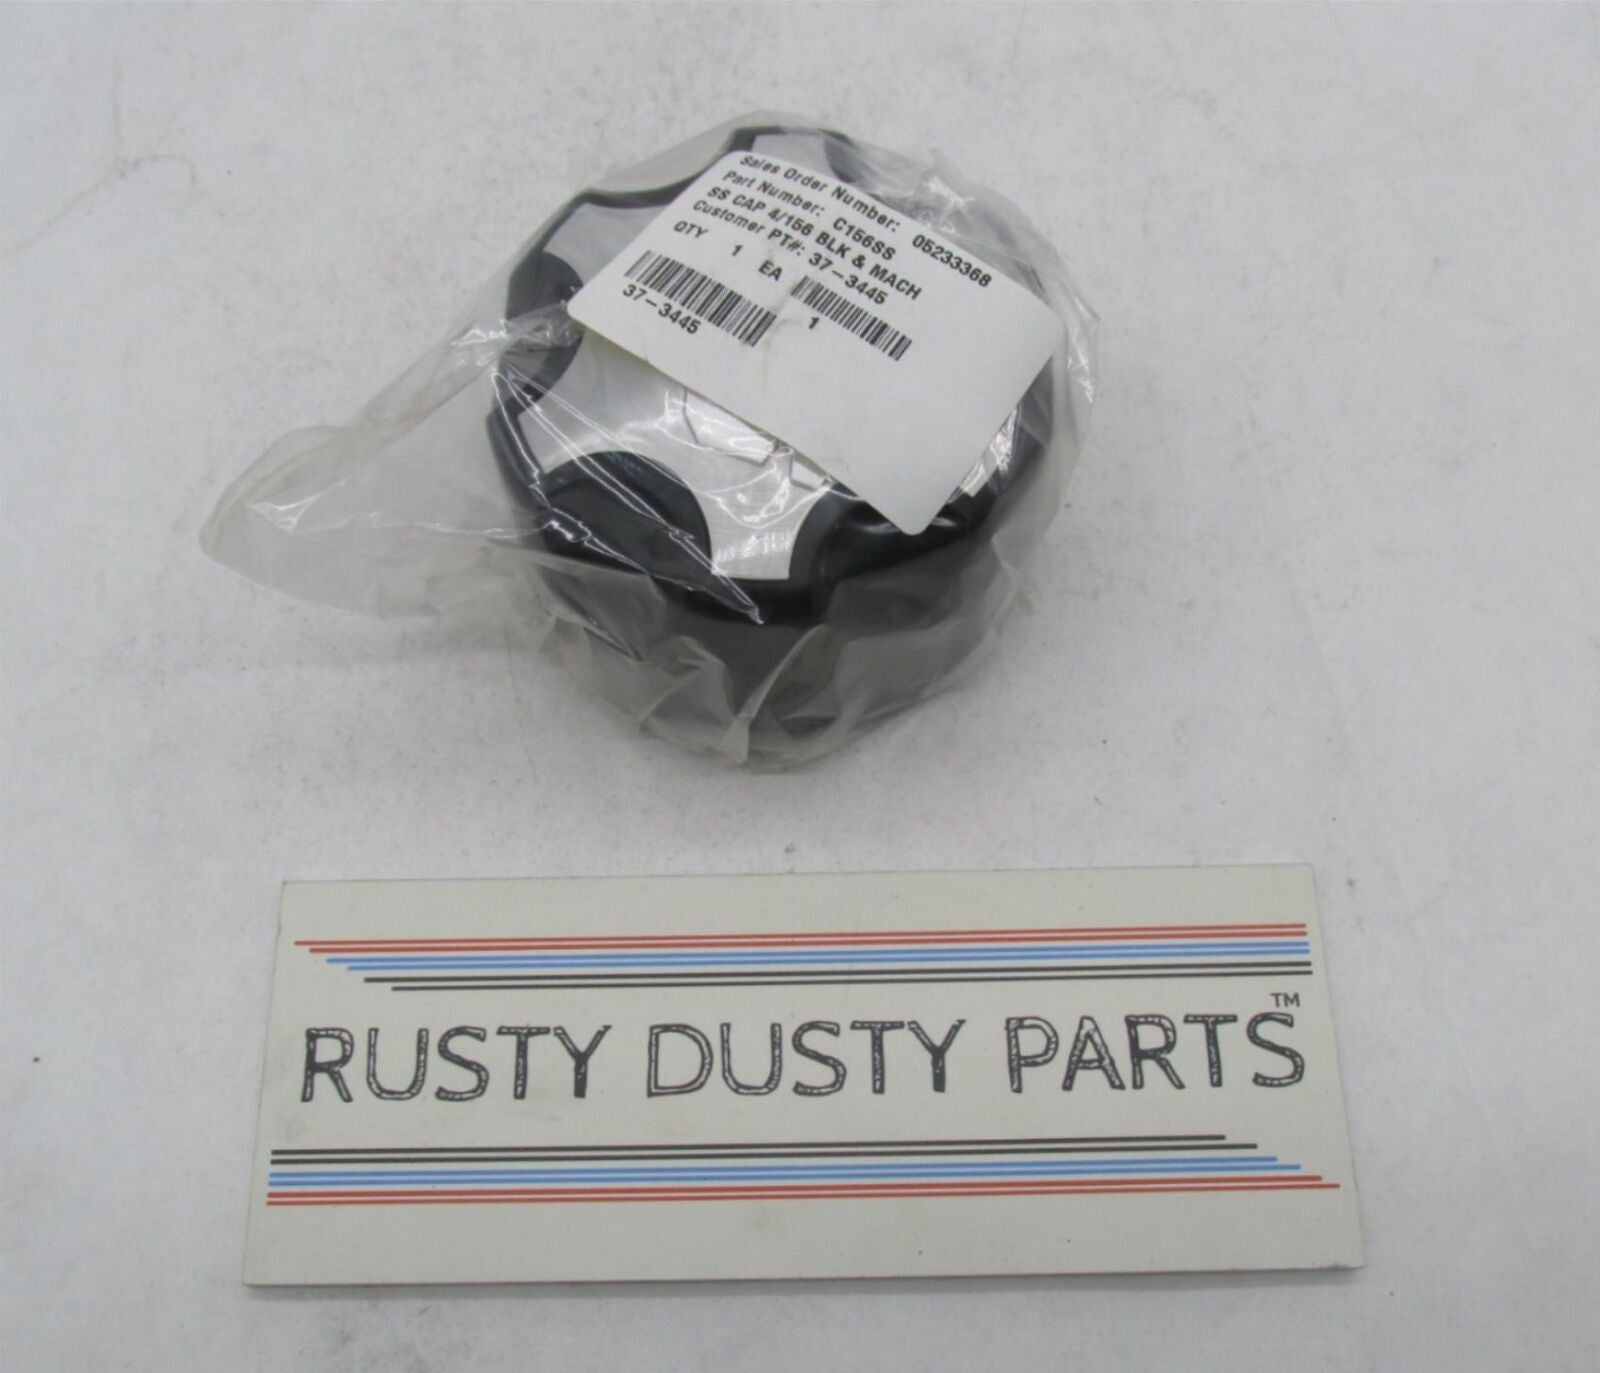 Sales Order Number: 05233368
Part Number: C156SS
SS CAP 4/156 BLK & MACH
Customer PT#: 37-3445
QTY 1 EA
37-3445 1
RUSTY DUSTY PARTS™